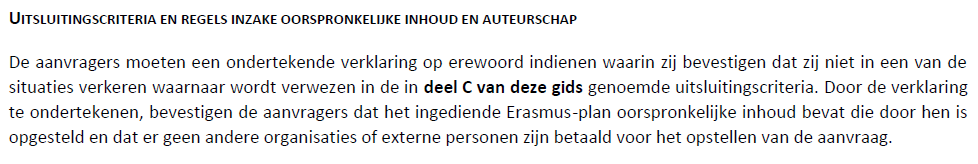 UITSLUITINGSCRITERIA EN REGELS INZAKE OORSPRONKELIJKE INHOUD EN AUTEURSCHAP
De aanvragers moeten een ondertekende verklaring op erewoord indienen waarin zij bevestigen dat zij niet in een van de
situaties verkeren waarnaar wordt verwezen in de in deel C van deze gids genoemde uitsluitingscriteria. Door de verklaring
te ondertekenen, bevestigen de aanvragers dat het ingediende Erasmus-plan oorspronkelijke inhoud bevat die door hen is
opgesteld en dat er geen andere organisaties of externe personen zijn betaald voor het opstellen van de aanvraag.